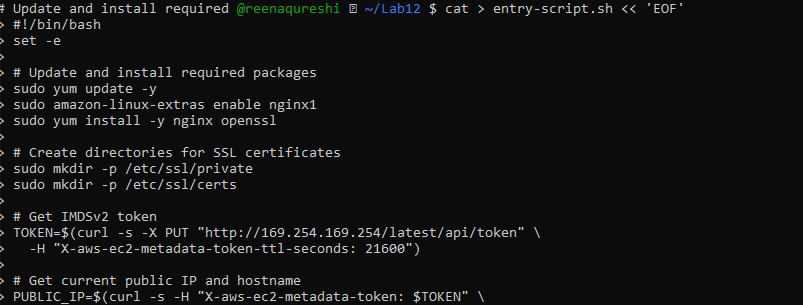 # Update and install required @reenaqureshi ~/Lab12 $ cat > entry-script.sh << 'EOF'
> #!/bin/bash
> set -e
>
> # Update and install required packages
> sudo yum update -y
> sudo amazon-linux-extras enable nginx1
> sudo yum install -y nginx openssl
>
> # Create directories for SSL certificates
> sudo mkdir -p /etc/ssl/private
> sudo mkdir -p /etc/ssl/certs
>
> # Get IMDSv2 token
> TOKEN=$(curl -s -X PUT "http://169.254.169.254/latest/api/token" \
>   -H "X-aws-ec2-metadata-token-ttl-seconds: 21600")
>
> # Get current public IP and hostname
> PUBLIC_IP=$(curl -s -H "X-aws-ec2-metadata-token: $TOKEN" \